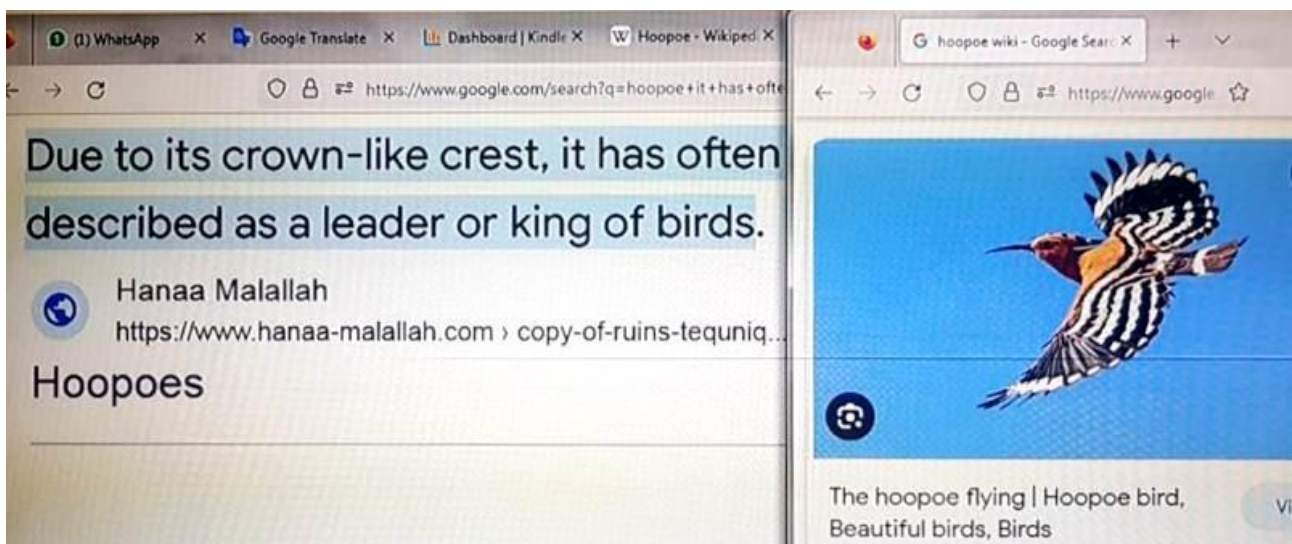 (1) WhatsApp
Google Translate
Dashboard | Kindle
W Hoopoe - Wikiped
https://www.google.com/search?q=hoopoe+it+has+ofte
Due to its crown-like crest, it has often
described as a leader or king of birds.
Hanaa Malallah
https://www.hanaa-malallah.com › copy-of-ruins-tequniq...
Hoopoes
G hoopoe wiki - Google Searc
https://www.google
The hoopoe flying | Hoopoe bird,
Beautiful birds, Birds
Vi